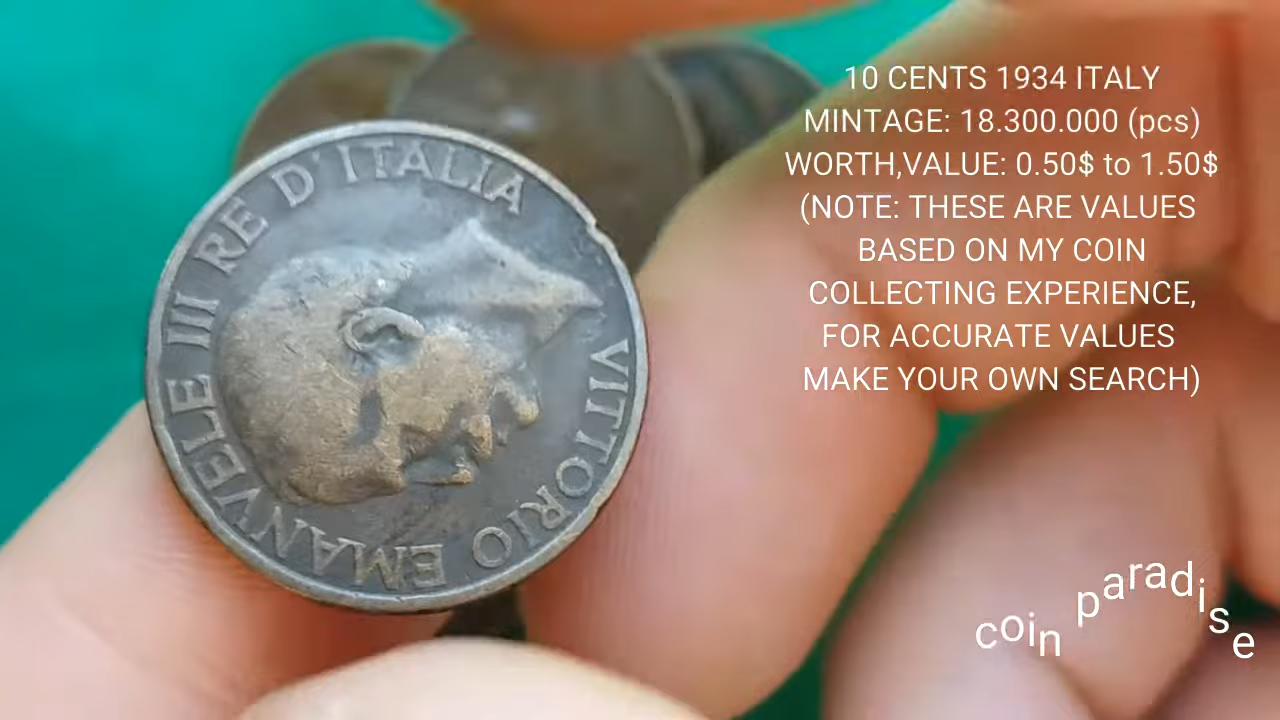 VITTORIO EMANVELE III RE D'ITALIA
10 CENTS 1934 ITALY
MINTAGE: 18.300.000 (pcs)
WORTH,VALUE: 0.50$ to 1.50$
(NOTE: THESE ARE VALUES
BASED ON MY COIN
COLLECTING EXPERIENCE,
FOR ACCURATE VALUES
MAKE YOUR OWN SEARCH)
coin paradise